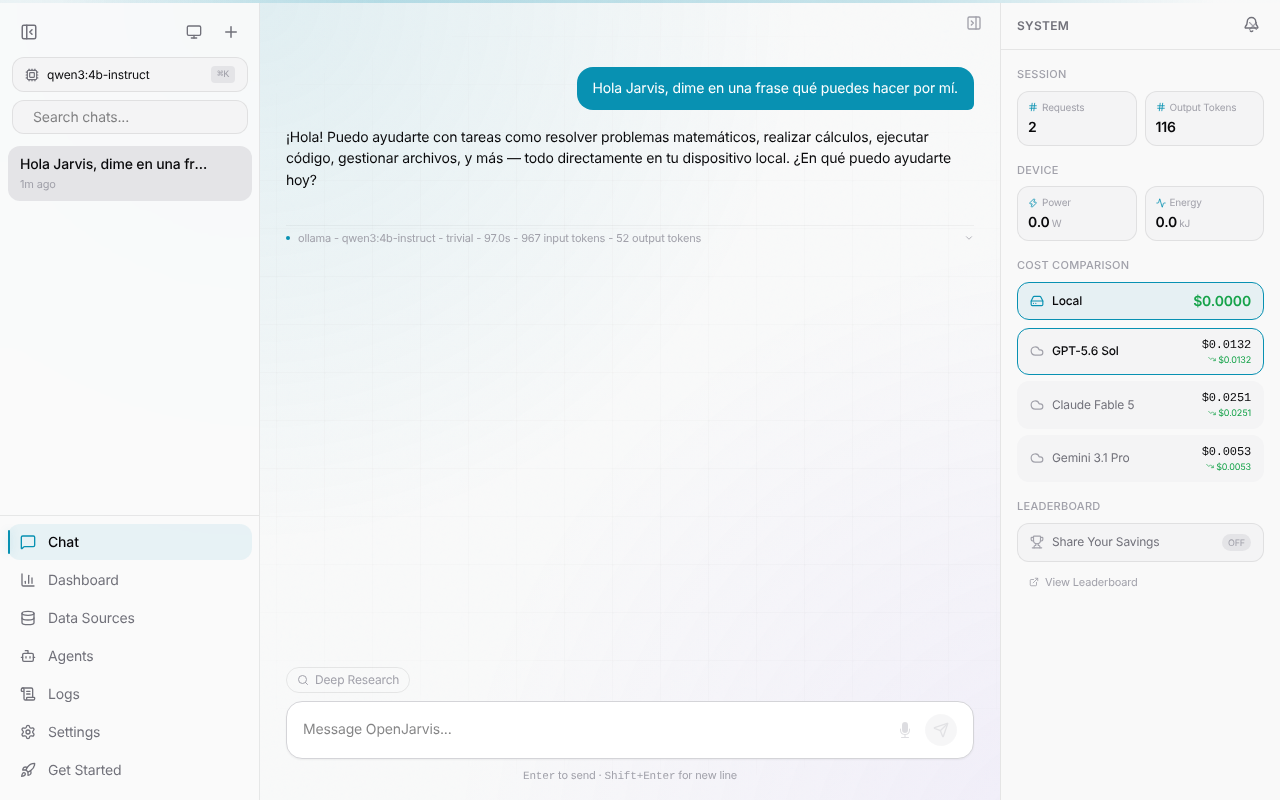 qwen3:4b-instruct
⌘K
Search chats...
Hola Jarvis, dime en una fr...
1m ago
Chat
Dashboard
Data Sources
Agents
Logs
Settings
Get Started
Hola Jarvis, dime en una frase qué puedes hacer por mí.
¡Hola! Puedo ayudarte con tareas como resolver problemas matemáticos, realizar cálculos, ejecutar
código, gestionar archivos, y más — todo directamente en tu dispositivo local. ¿En qué puedo ayudarte
hoy?
ollama - qwen3:4b-instruct - trivial - 97.0s - 967 input tokens - 52 output tokens
Deep Research
Message OpenJarvis...
Enter to send · Shift+Enter for new line
SYSTEM
SESSION
# Requests
2
# Output Tokens
116
DEVICE
Power
0.0 W
Energy
0.0 kJ
COST COMPARISON
Local
$0.0000
GPT-5.6 Sol
$0.0132
$0.0132
Claude Fable 5
$0.0251
$0.0251
Gemini 3.1 Pro
$0.0053
$0.0053
LEADERBOARD
Share Your Savings
OFF
View Leaderboard